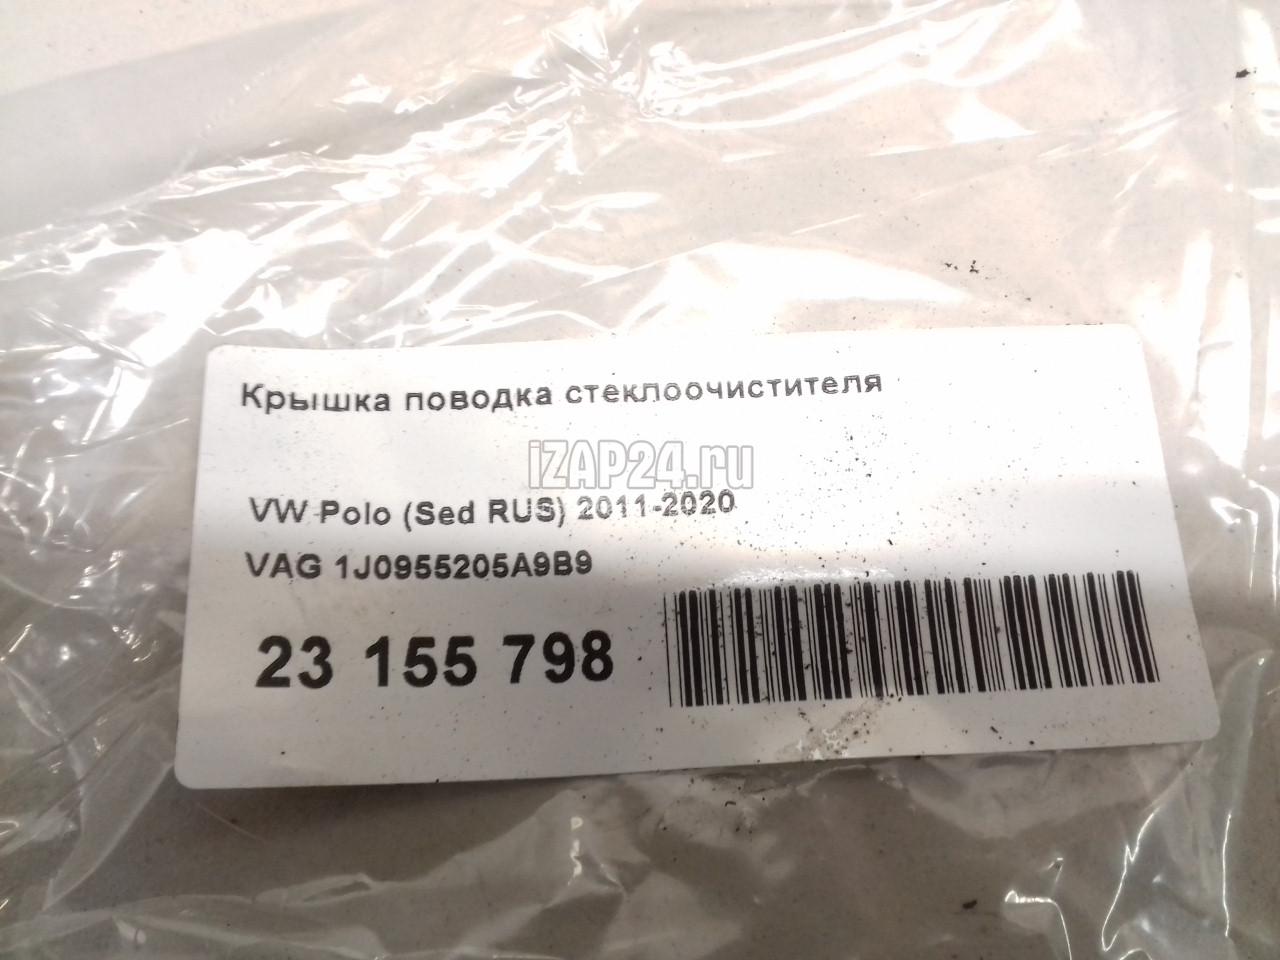 Крышка поводка стеклоочистителя
iZAP24.ru
VW Polo (Sed RUS) 2011-2020
VAG 1J0955205A9B9
23 155 798